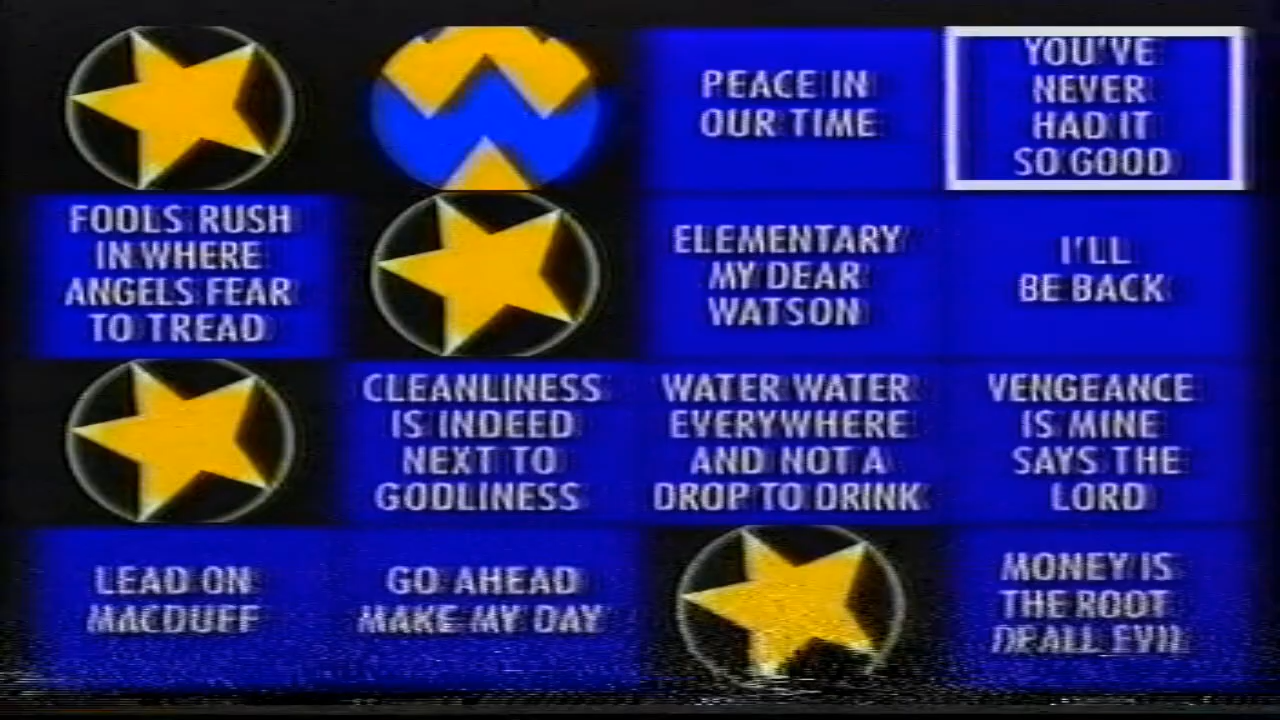 PEACE IN
OUR TIME
YOU'VE
NEVER
HAD IT
SO GOOD
FOOLS RUSH
IN WHERE
ANGELS FEAR
TO TREAD
ELEMENTARY
MY DEAR
WATSON
I'LL
BE BACK
CLEANLINESS
IS INDEED
NEXT TO
GODLINESS
WATER WATER
EVERYWHERE
AND NOT A
DROP TO DRINK
VENGEANCE
IS MINE
SAYS THE
LORD
LEAD ON
MACDUFF
GO AHEAD
MAKE MY DAY
MONEY IS
THE ROOT
OF ALL EVIL